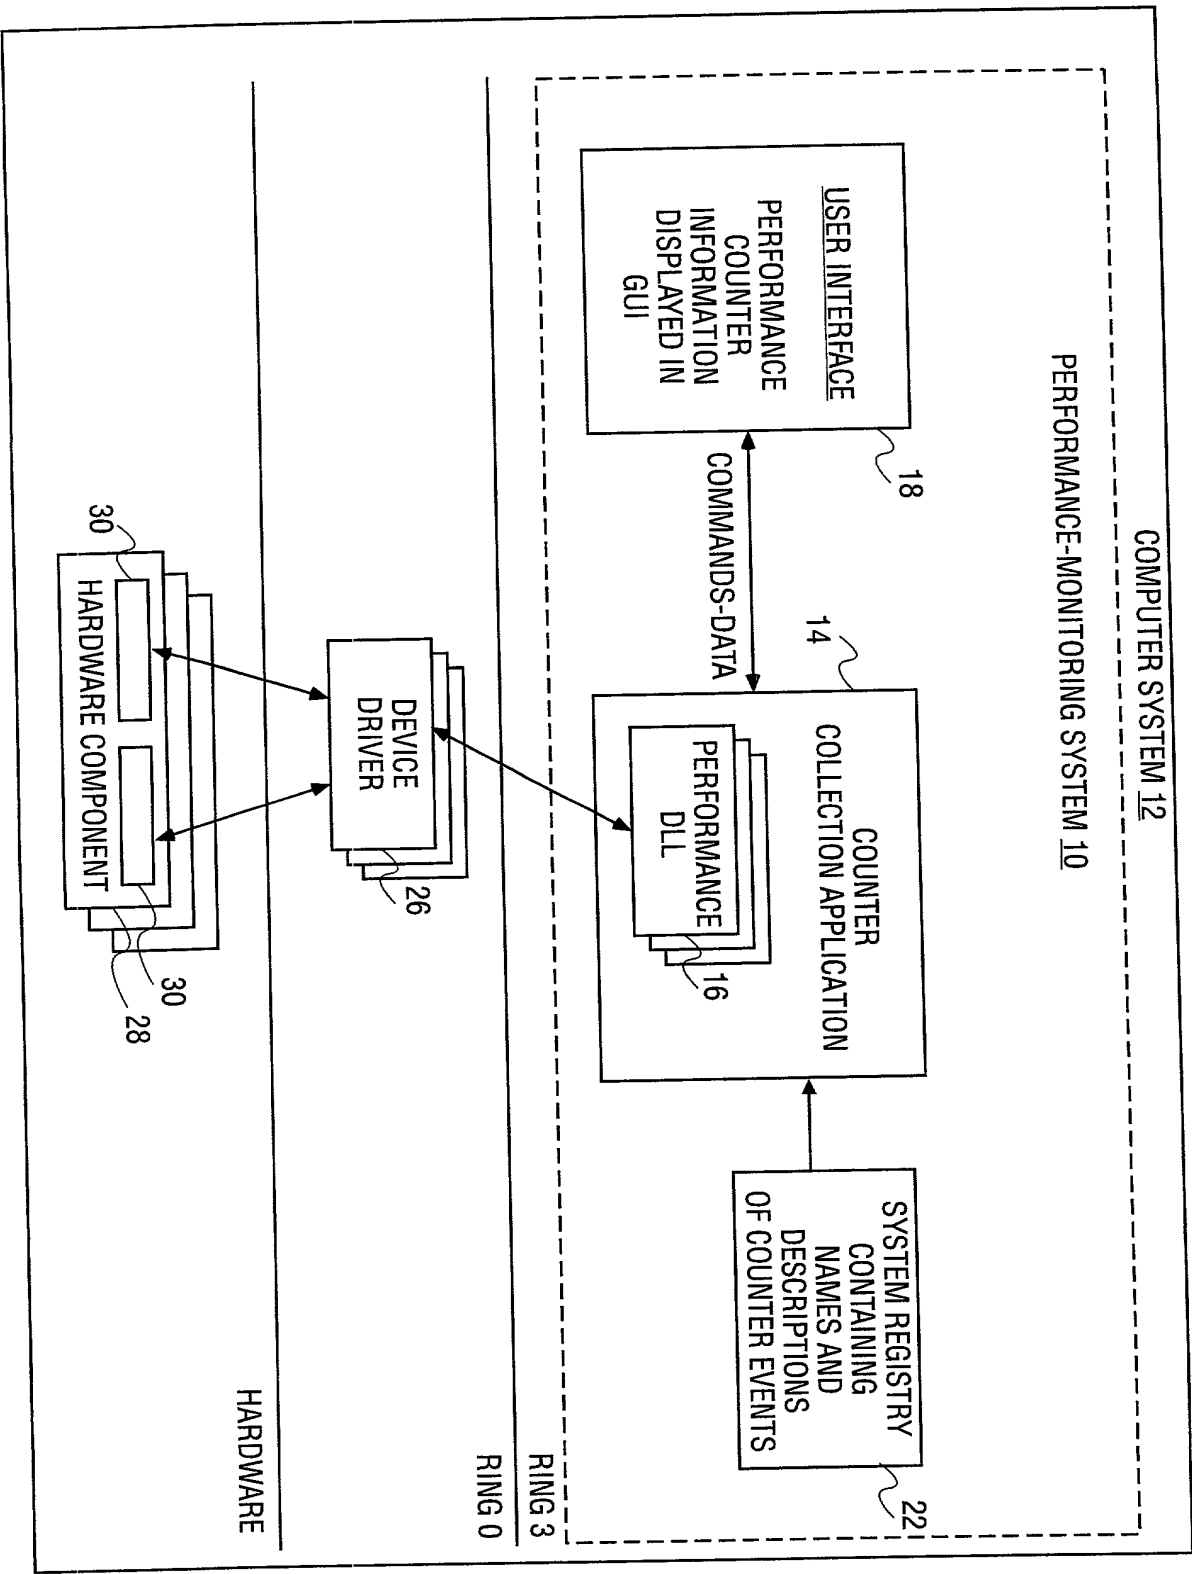 COMPUTER SYSTEM 12
PERFORMANCE-MONITORING SYSTEM 10
18
USER INTERFACE
PERFORMANCE
COUNTER
INFORMATION
DISPLAYED IN
GUI
COMMANDS-DATA
14
COUNTER
COLLECTION APPLICATION
PERFORMANCE
DLL
16
SYSTEM REGISTRY
CONTAINING
NAMES AND
DESCRIPTIONS
OF COUNTER EVENTS
22
RING 3
RING 0
DEVICE
DRIVER
26
HARDWARE
30
HARDWARE COMPONENT
30
28